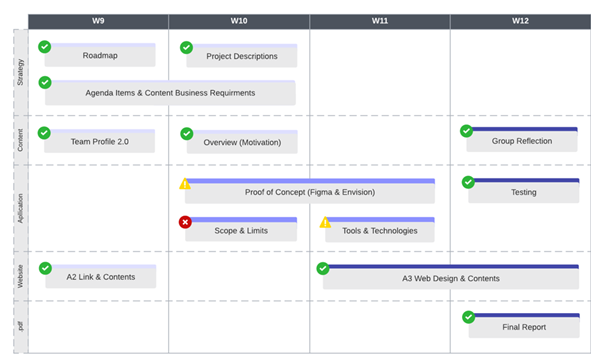 W9 W10 W11 W12
Strategy
Roadmap
Project Descriptions
Agenda Items & Content Business Requirments
Content
Team Profile 2.0
Overview (Motivation)
Group Reflection
Application
Proof of Concept (Figma & Envision)
Testing
Scope & Limits
Tools & Technologies
Website
A2 Link & Contents
A3 Web Design & Contents
.pdf
Final Report